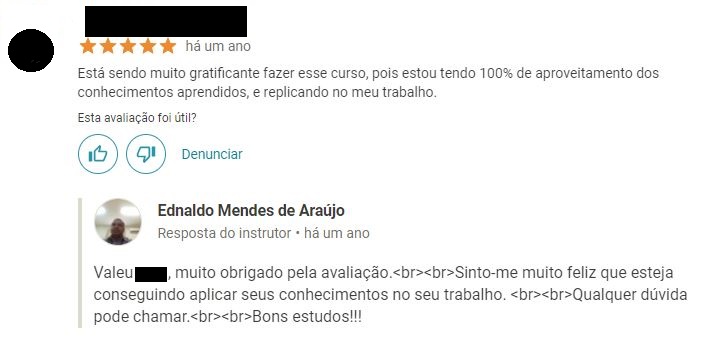 há um ano
Está sendo muito gratificante fazer esse curso, pois estou tendo 100% de aproveitamento dos
conhecimentos aprendidos, e replicando no meu trabalho.
Esta avaliação foi útil?
Denunciar
Ednaldo Mendes de Araújo
Resposta do instrutor • há um ano
Valeu , muito obrigado pela avaliação.<br><br>Sinto-me muito feliz que esteja
conseguindo aplicar seus conhecimentos no seu trabalho. <br><br>Qualquer dúvida
pode chamar.<br><br>Bons estudos!!!